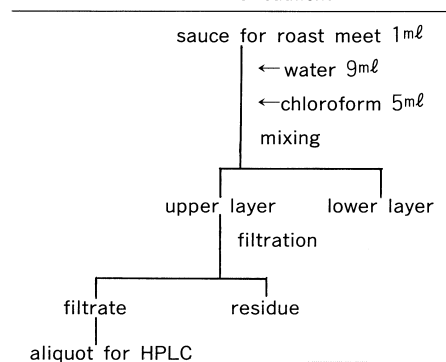 sauce for roast meet 1mℓ
←water 9mℓ
←chloroform 5mℓ
mixing
upper layer lower layer
filtration
filtrate residue
aliquot for HPLC